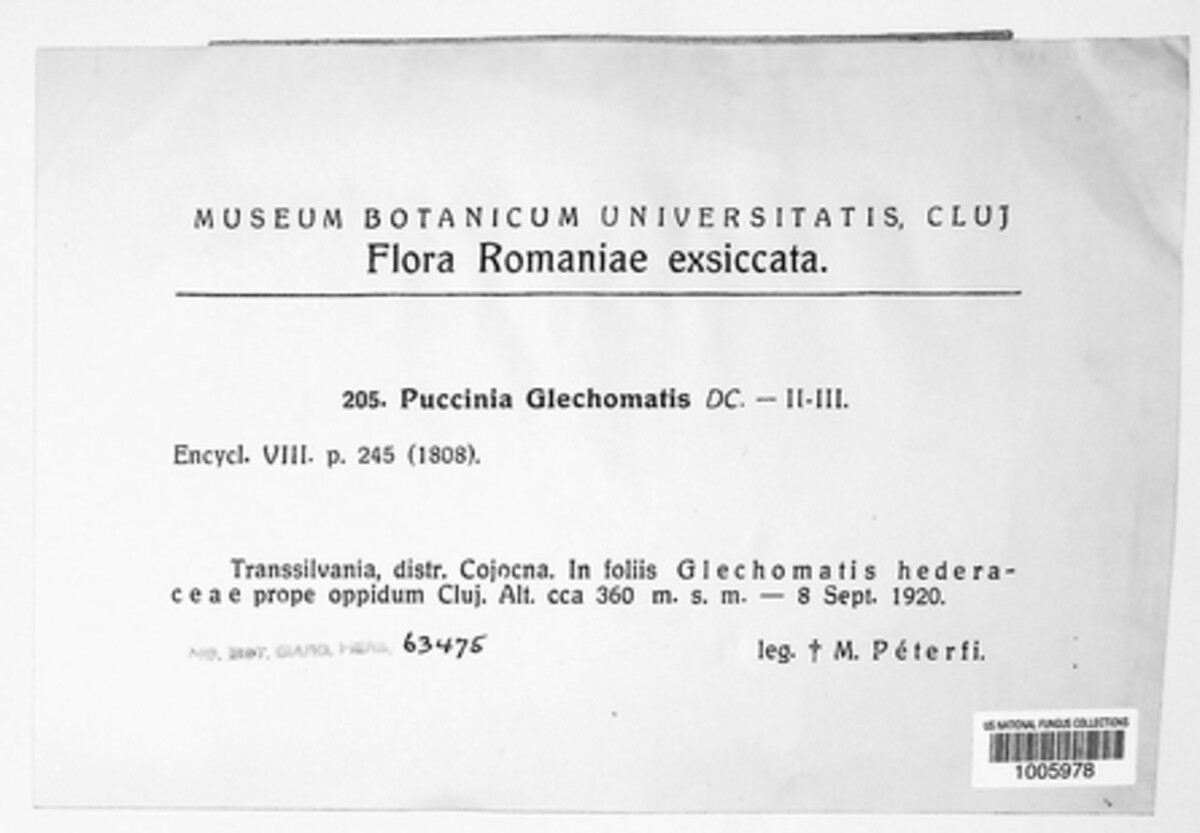 MUSEUM BOTANICUM UNIVERSITATIS, CLUJ
Flora Romaniae exsiccata.
205. Puccinia Glechomatis DC. — II-III.
Encycl. VIII. p. 245 (1808).
Transsilvania, distr. Cojocna. In foliis Glechomatis hedera-
ceae prope oppidum Cluj. Alt. cca 360 m. s. m. — 8 Sept. 1920.
63475
leg. † M. Péterfi.
US NATIONAL FUNGUS COLLECTIONS
1005978